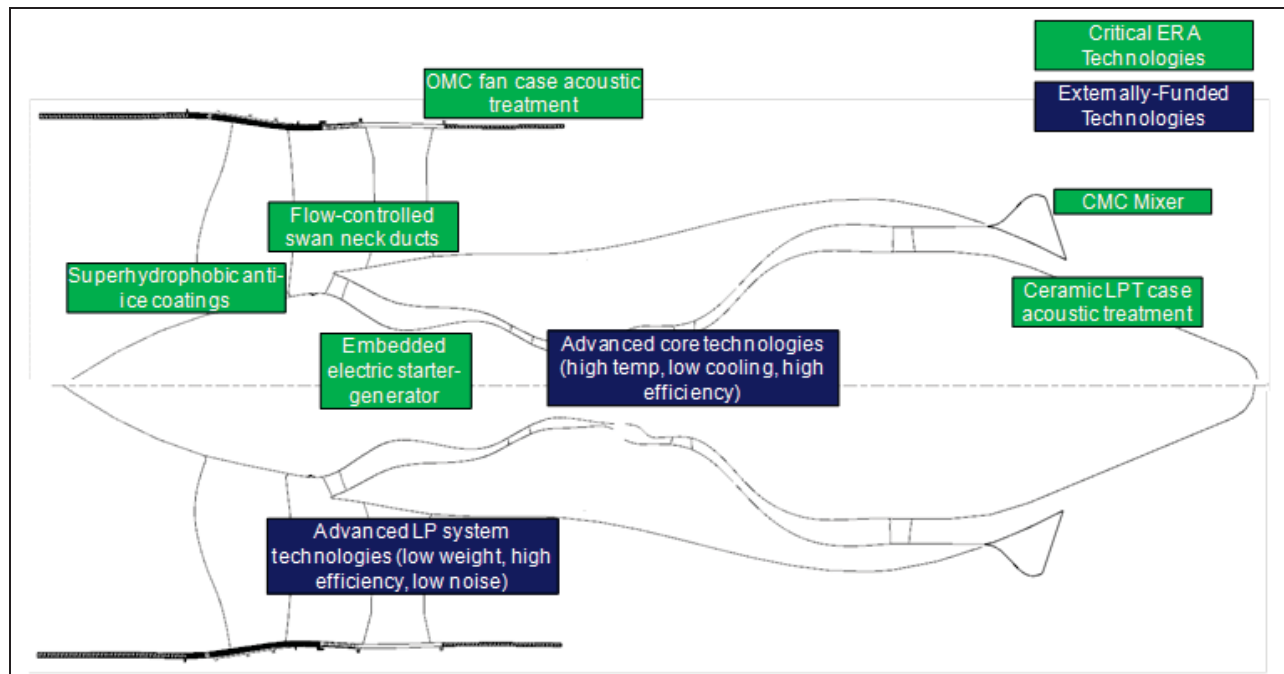 Critical ERA
Technologies
OMC fan case acoustic
treatment
Externally-Funded
Technologies
CMC Mixer
Flow-controlled
swan neck ducts
Superhydrophobic anti-
ice coatings
Ceramic LPT case
acoustic treatment
Embedded
electric starter-
generator
Advanced core technologies
(high temp, low cooling, high
efficiency)
Advanced LP system
technologies (low weight, high
efficiency, low noise)